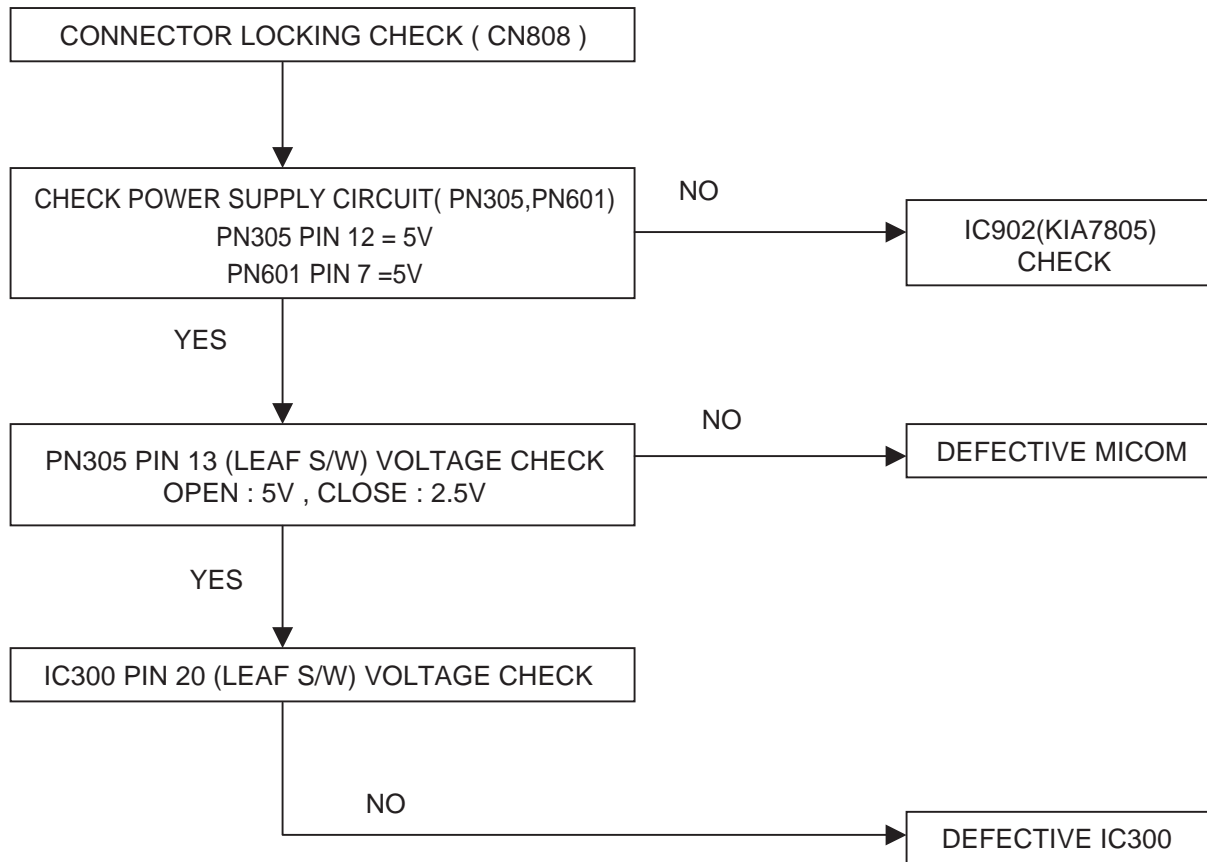 CONNECTOR LOCKING CHECK ( CN808 )
CHECK POWER SUPPLY CIRCUIT( PN305,PN601)
PN305 PIN 12 = 5V
PN601 PIN 7 =5V
NO
IC902(KIA7805)
CHECK
YES
PN305 PIN 13 (LEAF S/W) VOLTAGE CHECK
OPEN : 5V , CLOSE : 2.5V
NO
DEFECTIVE MICOM
YES
IC300 PIN 20 (LEAF S/W) VOLTAGE CHECK
NO
DEFECTIVE IC300